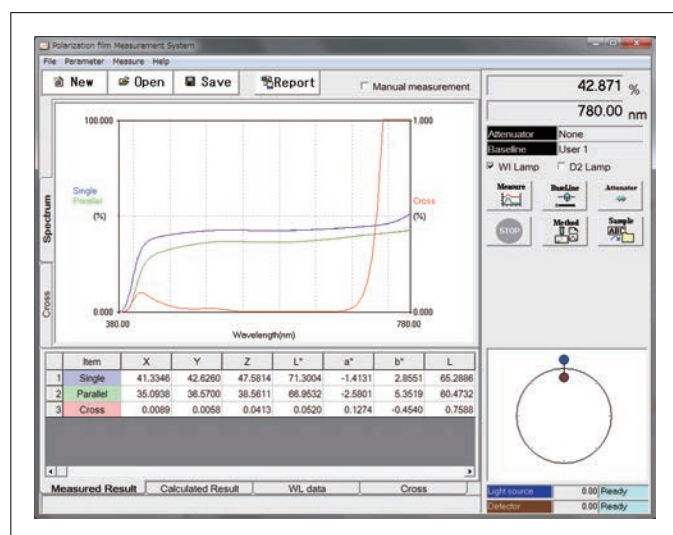 Polarization film Measurement System
File Parameter Measure Help
New Open Save Report Manual measurement
42.871 %
780.00 nm
Attenuator None
Baseline User 1
WI Lamp D2 Lamp
Measure BaseLine Attenuator
STOP Method Sample
Spectrum
Cross
100.000 1.000
Single
Parallel
Cross
(%) (%)
0.000 0.000
380.00 780.00
Wavelength(nm)
Item X Y Z L* a* b* L
1 Single 41.3346 42.6260 47.5814 71.3004 -1.4131 2.8551 65.2886
2 Parallel 35.0938 36.5700 38.5611 66.9532 -2.5801 5.3519 60.4732
3 Cross 0.0089 0.0058 0.0413 0.0520 0.1274 -0.4540 0.7588
Measured Result Calculated Result WL data Cross
Light source 0.00 Ready
Detector 0.00 Ready